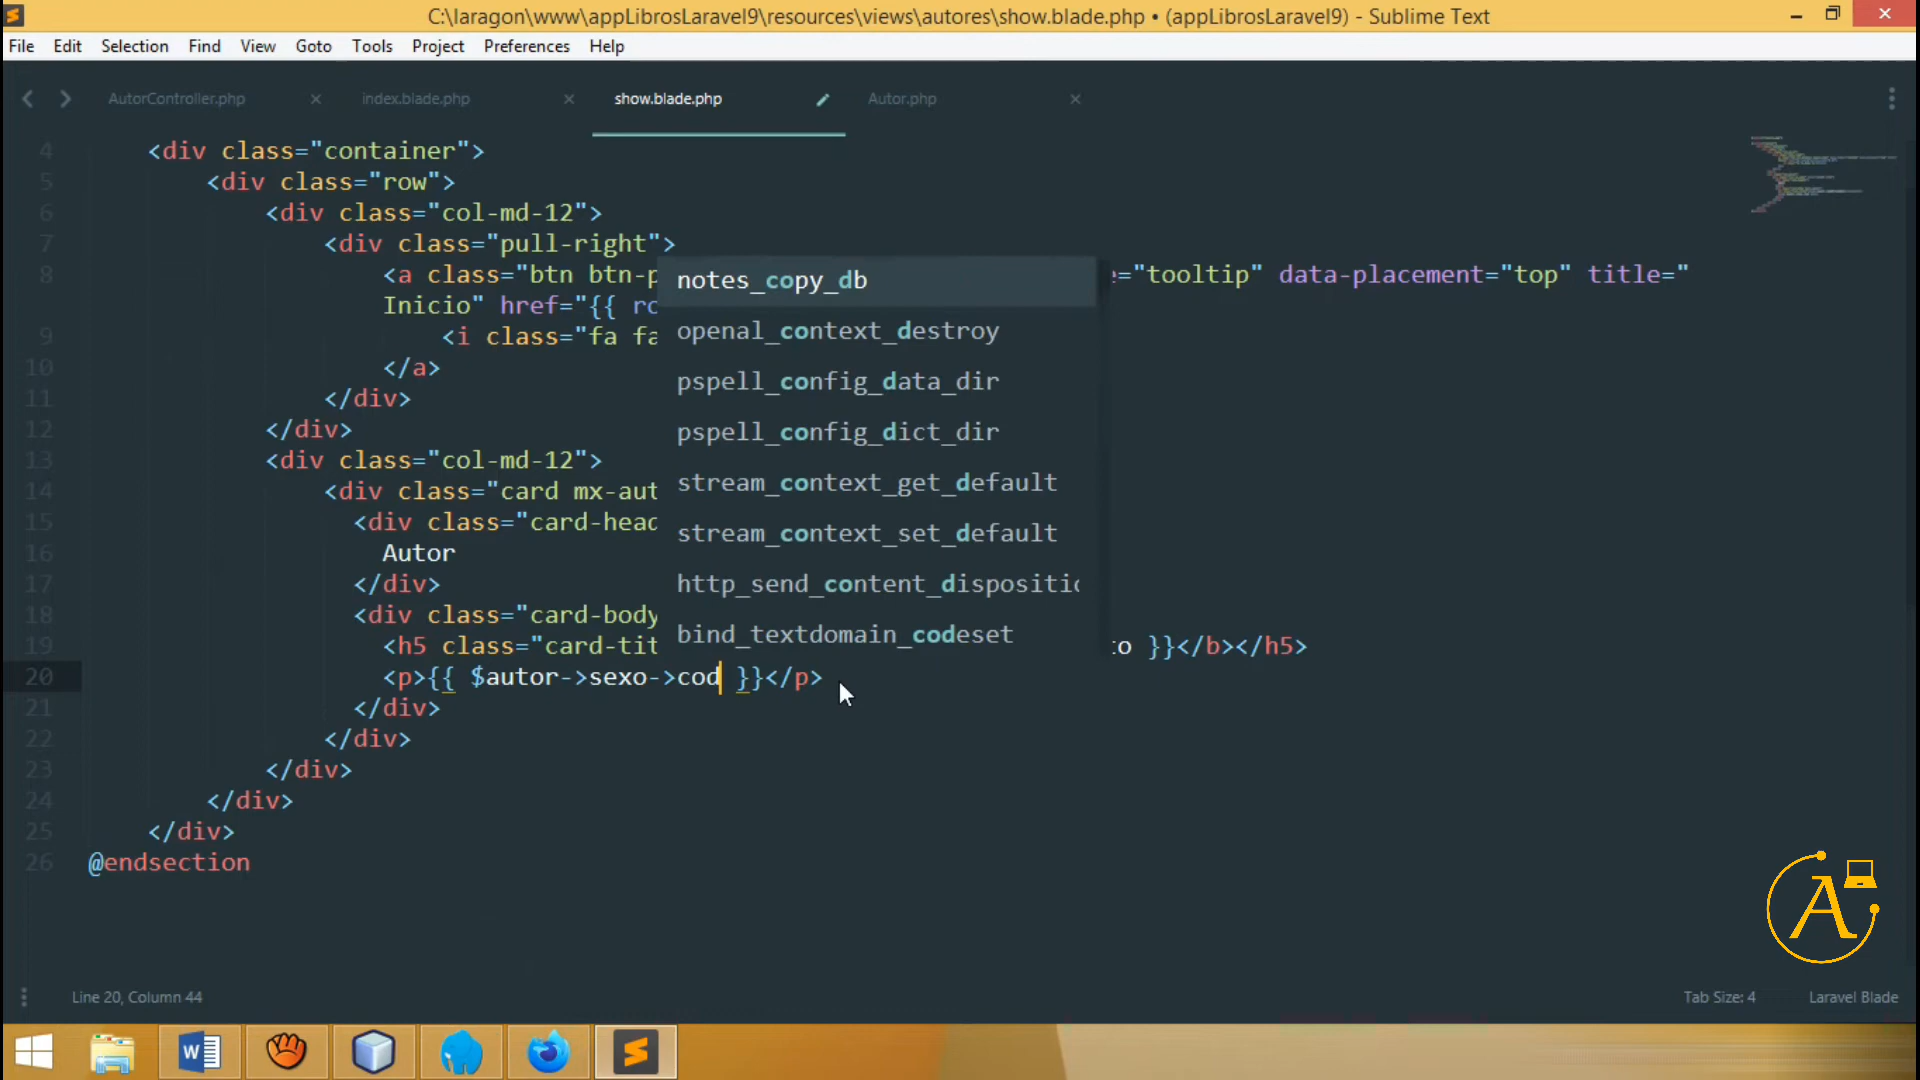 C:\laragon\www\appLibrosLaravel9\resources\views\autores\show.blade.php • (appLibrosLaravel9) - Sublime Text
File Edit Selection Find View Goto Tools Project Preferences Help
AutorController.php × index.blade.php × show.blade.php Autor.php ×
4 <div class="container">
5 <div class="row">
6 <div class="col-md-12">
7 <div class="pull-right">
8 <a class="btn btn-p ="tooltip" data-placement="top" title="
Inicio" href="{{ ro
9 <i class="fa fa
10 </a>
11 </div>
12 </div>
13 <div class="col-md-12">
14 <div class="card mx-aut
15 <div class="card-head
16 Autor
17 </div>
18 <div class="card-body
19 <h5 class="card-tit to }}</b></h5>
20 <p>{{ $autor->sexo->cod }}</p>
21 </div>
22 </div>
23 </div>
24 </div>
25 </div>
26 @endsection
notes_copy_db
openal_context_destroy
pspell_config_data_dir
pspell_config_dict_dir
stream_context_get_default
stream_context_set_default
http_send_content_dispositic
bind_textdomain_codeset
A
Line 20, Column 44 Tab Size: 4 Laravel Blade